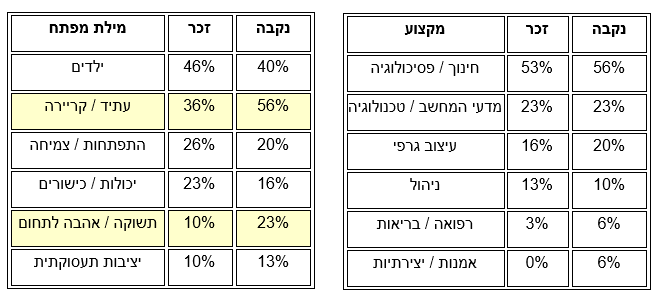 מקצוע זכר נקבה
חינוך / פסיכולוגיה 53% 56%
מדעי המחשב / טכנולוגיה 23% 23%
עיצוב גרפי 16% 20%
ניהול 13% 10%
רפואה / בריאות 3% 6%
אמנות / יצירתיות 0% 6%
מילת מפתח זכר נקבה
ילדים 46% 40%
עתיד / קריירה 36% 56%
התפתחות / צמיחה 26% 20%
יכולות / כישורים 23% 16%
תשוקה / אהבה לתחום 10% 23%
יציבות תעסוקתית 10% 13%